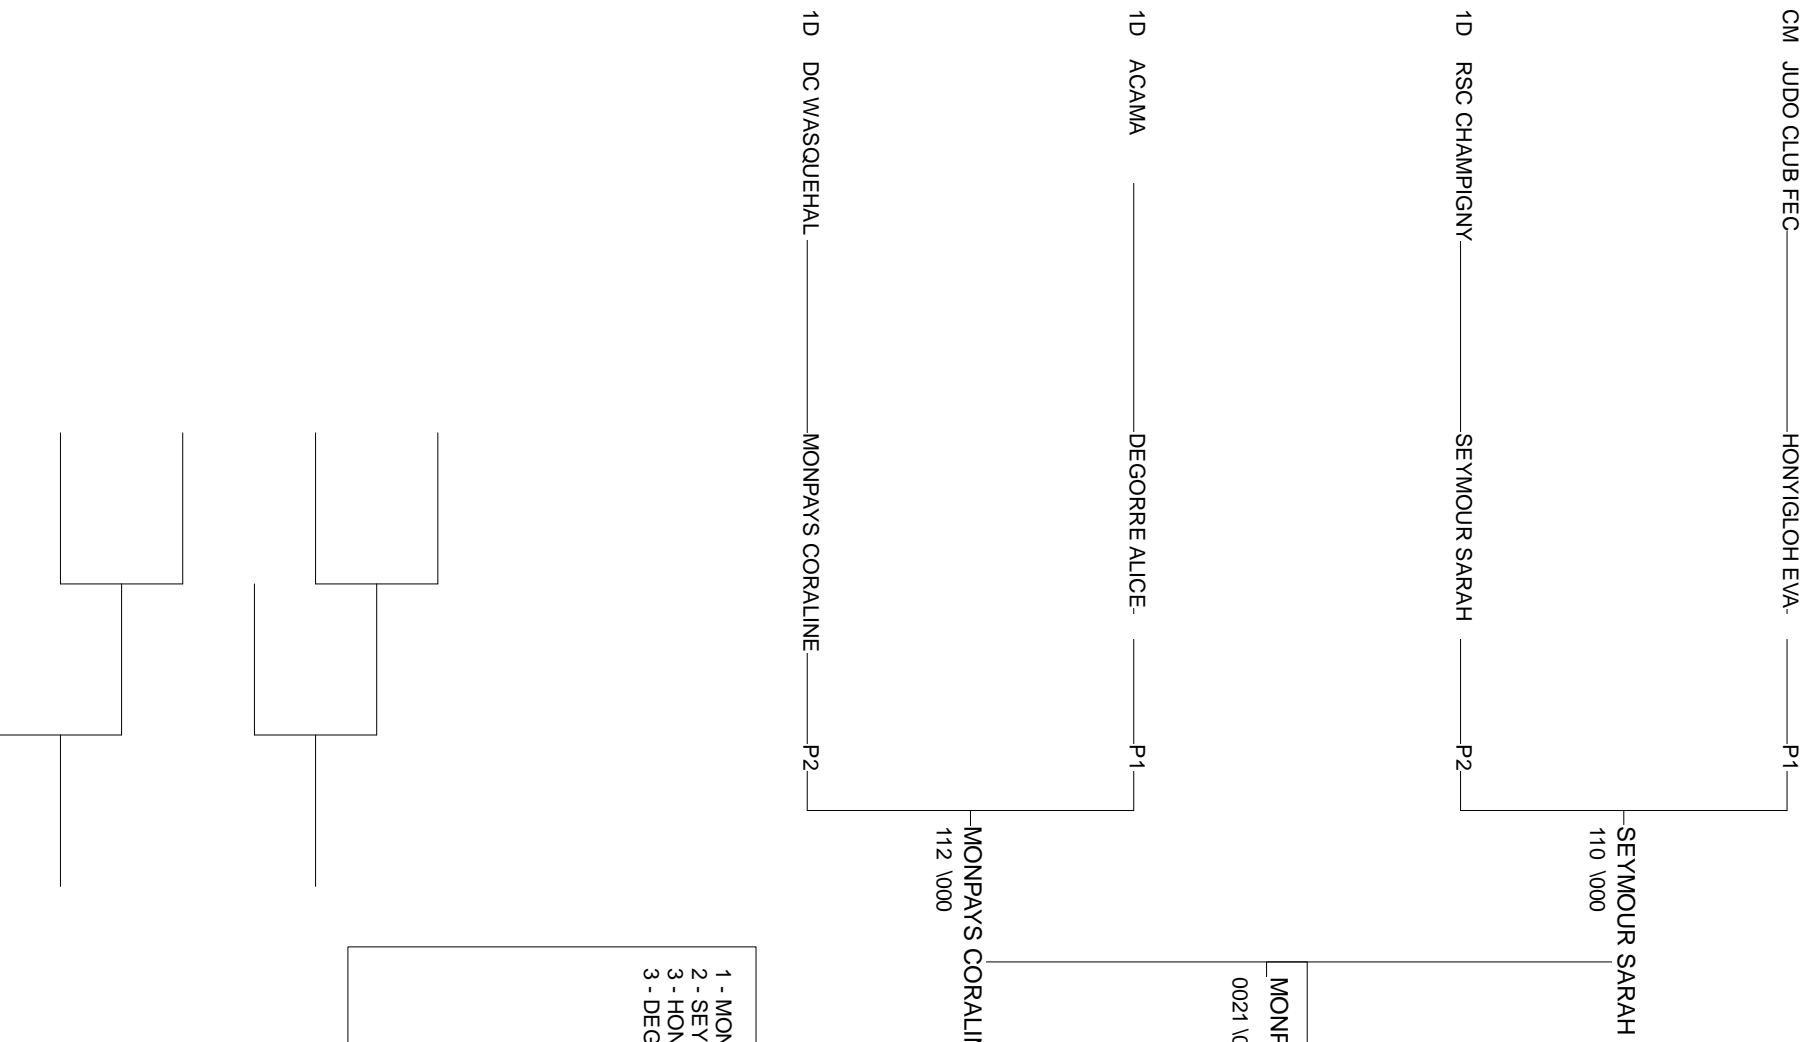 CM JUDO CLUB FEC HONYIGLOH EVA P1
1D RSC CHAMPIGNY SEYMOUR SARAH P2
1D ACAMA DEGORRE ALICE P1
1D DC WASQUEHAL MONPAYS CORALINE P2
SEYMOUR SARAH
110 \000
MONPAYS CORALIN
112 \000
MONP
0021 \0
1 - MON
2 - SEY
3 - HON
3 - DEG